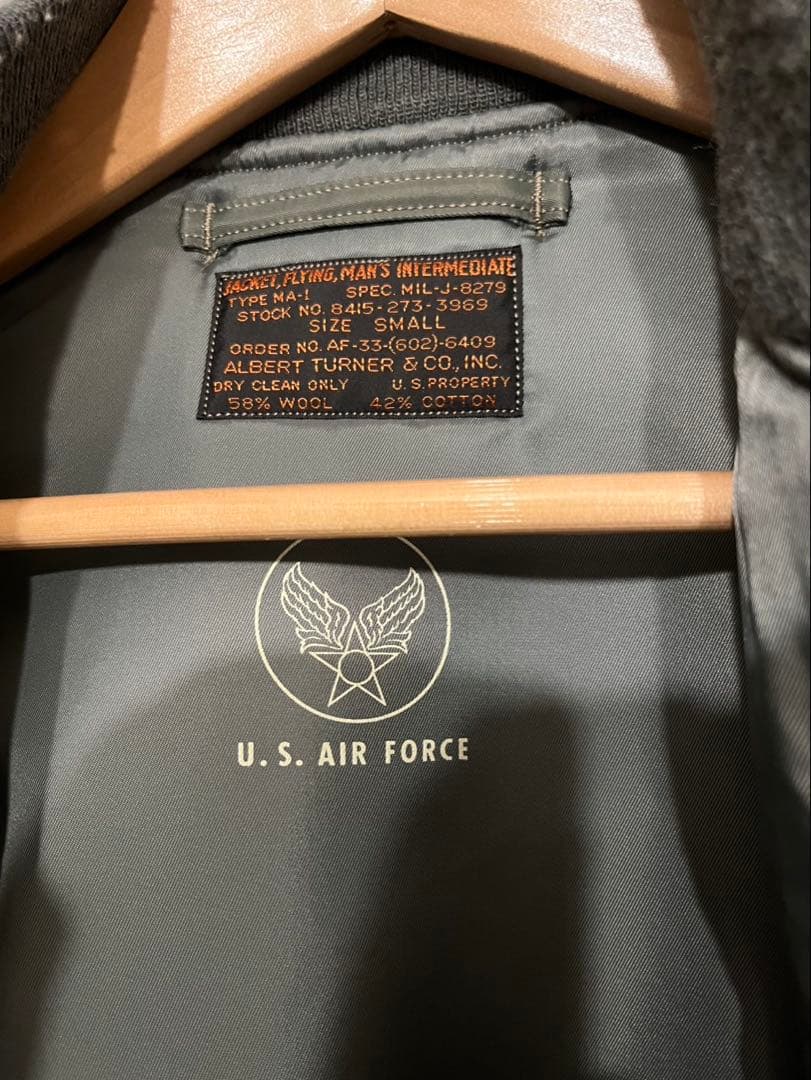 JACKET, FLYING, MAN'S INTERMEDIATE
TYPE MA-1 SPEC. MIL-J-8279
STOCK NO. 8415-273-3969
SIZE SMALL
ORDER NO. AF-33-(602)-6409
ALBERT TURNER & CO., INC.
DRY CLEAN ONLY U.S. PROPERTY
58% WOOL 42% COTTON
U. S. AIR FORCE